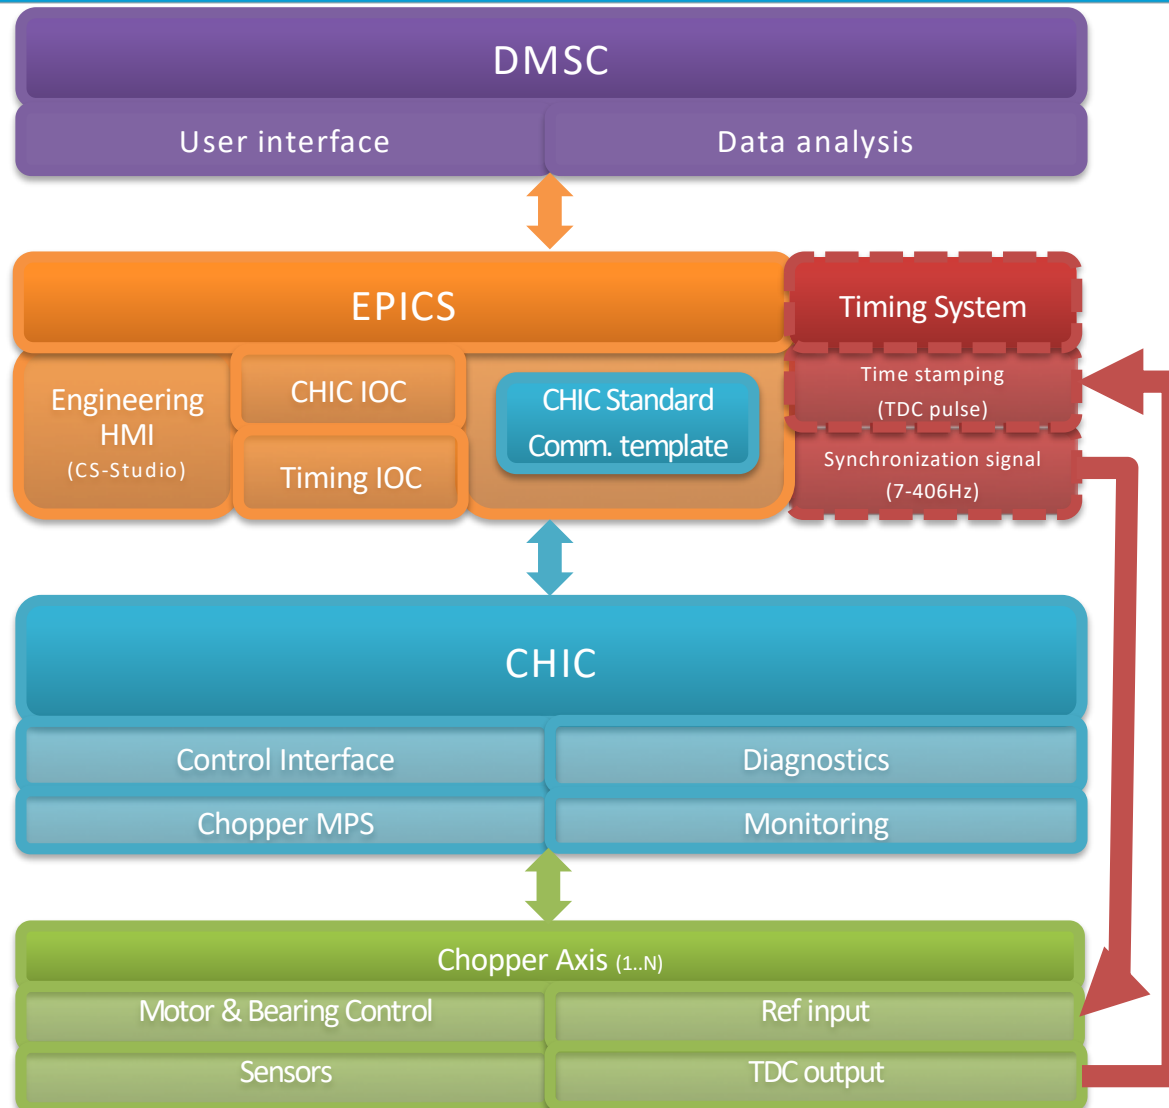 DMSC
User interface
Data analysis
EPICS
Timing System
Engineering
HMI
(CS-Studio)
CHIC IOC
Timing IOC
CHIC Standard
Comm. template
Time stamping
(TDC pulse)
Synchronization signal
(7-406Hz)
CHIC
Control Interface
Diagnostics
Chopper MPS
Monitoring
Chopper Axis (1..N)
Motor & Bearing Control
Ref input
Sensors
TDC output